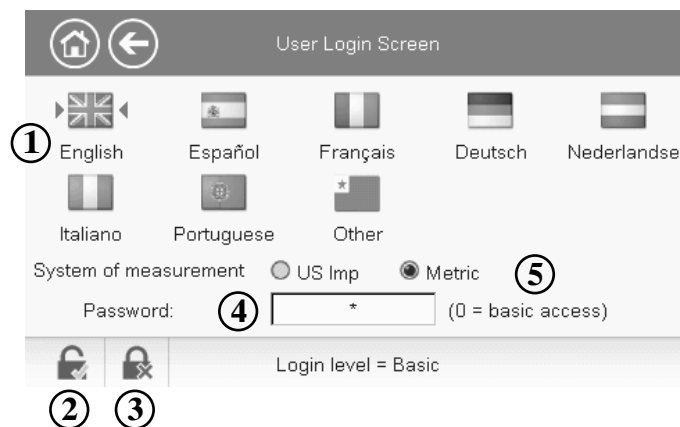 User Login Screen
1
English Español Français Deutsch Nederlandse
Italiano Portuguese Other
System of measurement US Imp Metric 5
Password: 4 * (0 = basic access)
Login level = Basic
2 3